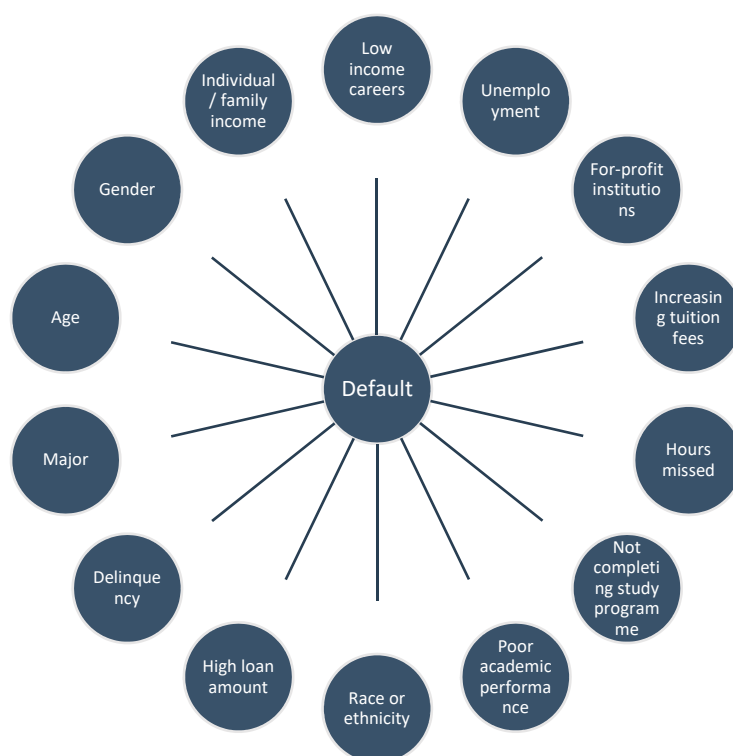 Low
income
careers
Unemplo
yment
For-profit
institutio
ns
Increasin
g tuition
fees
Hours
missed
Not
completi
ng study
program
me
Poor
academic
performa
nce
Race or
ethnicity
High loan
amount
Delinque
ncy
Major
Age
Gender
Individual
/ family
income
Default